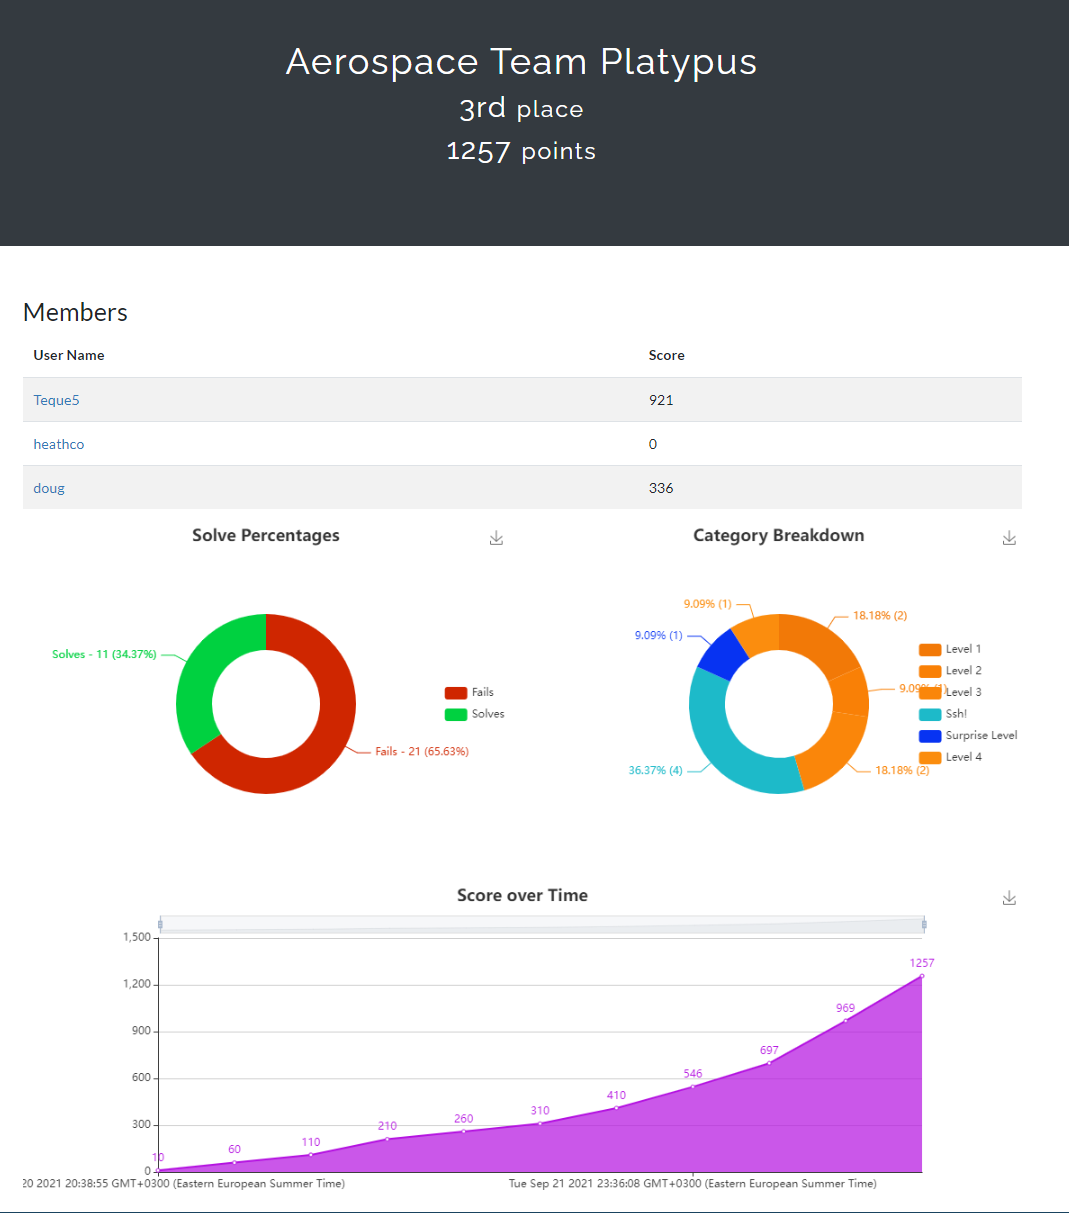 Aerospace Team Platypus
3rd place
1257 points
Members
User Name Score
Teque5 921
heathco 0
doug 336
Solve Percentages
Solves - 11 (34.37%)
Fails - 21 (65.63%)
Fails
Solves
Category Breakdown
9.09% (1)
18.18% (2)
9.09% (1)
9.09% (1)
36.37% (4)
18.18% (2)
Level 1
Level 2
Level 3
Ssh!
Surprise Level
Level 4
Score over Time
1,500
1,200
900
600
300
0
10
60
110
210
260
310
410
546
697
969
1257
20 2021 20:38:55 GMT+0300 (Eastern European Summer Time)
Tue Sep 21 2021 23:36:08 GMT+0300 (Eastern European Summer Time)